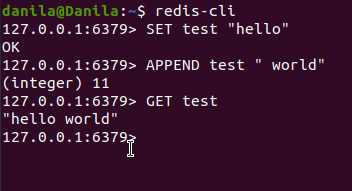 danila@Danila:~$ redis-cli
127.0.0.1:6379> SET test "hello"
OK
127.0.0.1:6379> APPEND test " world"
(integer) 11
127.0.0.1:6379> GET test
"hello world"
127.0.0.1:6379>